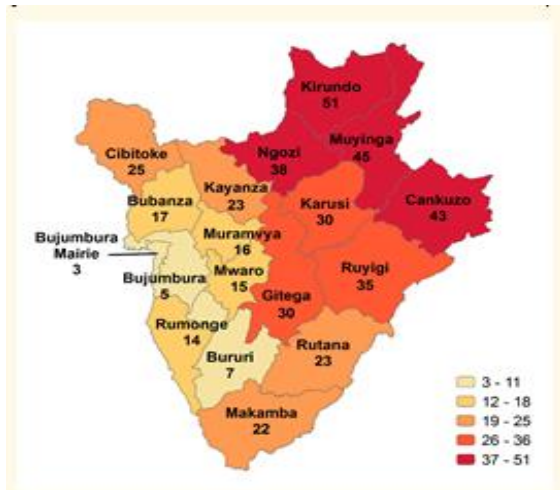 Kirundo
51
Muyinga
45
Ngozi
38
Cibitoke
25
Kayanza
23
Karusi
30
Cankuzo
43
Bubanza
17
Muramvya
16
Bujumbura
Mairie
3
Bujumbura
5
Mwaro
15
Gitega
30
Ruyigi
35
Rumonge
14
Bururi
7
Rutana
23
Makamba
22
3 - 11
12 - 18
19 - 25
26 - 36
37 - 51